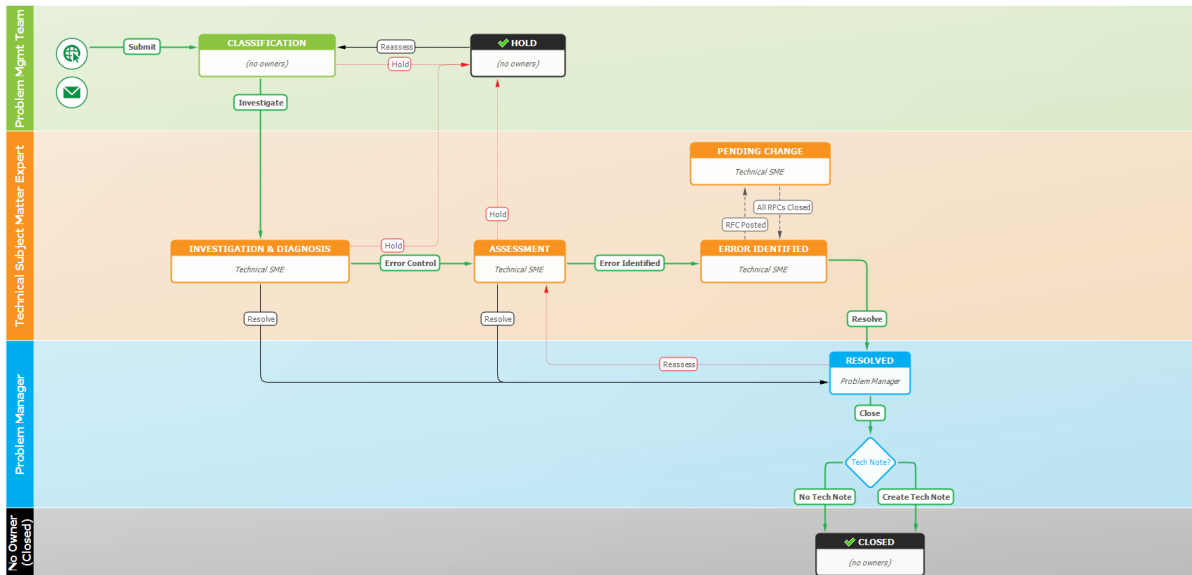 Problem Mgmt Team
Submit
CLASSIFICATION
(no owners)
Reassess
Hold
HOLD
(no owners)
Investigate
Technical Subject Matter Expert
PENDING CHANGE
Technical SME
All RFCs Closed
RFC Posted
Hold
Hold
INVESTIGATION & DIAGNOSIS
Technical SME
Error Control
ASSESSMENT
Technical SME
Error Identified
ERROR IDENTIFIED
Technical SME
Resolve
Resolve
Resolve
Problem Manager
Reassess
RESOLVED
Problem Manager
Close
Tech Note?
No Tech Note
Create Tech Note
No Owner
(Closed)
CLOSED
(no owners)